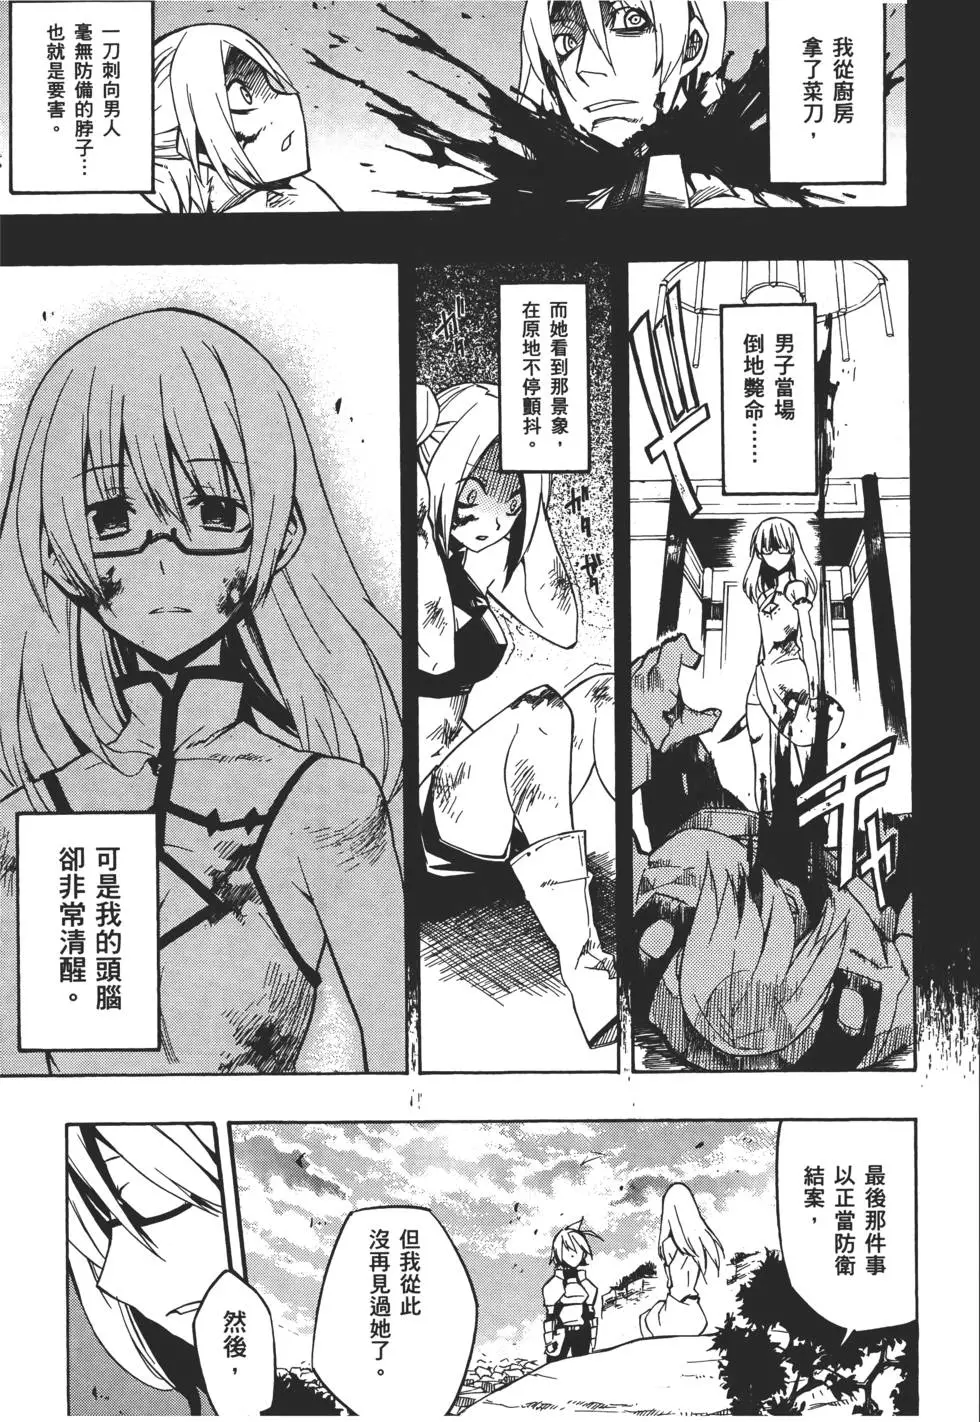 我從廚房
拿了菜刀，
一刀刺向男人
毫無防備的脖子…
也就是要害。
男子當場
倒地斃命……
而她看到那景象，
在原地不停顫抖。
可是我的頭腦
卻非常清醒。
最後那件事
以正當防衛
結案，
但我從此
沒再見過她了。
然後，